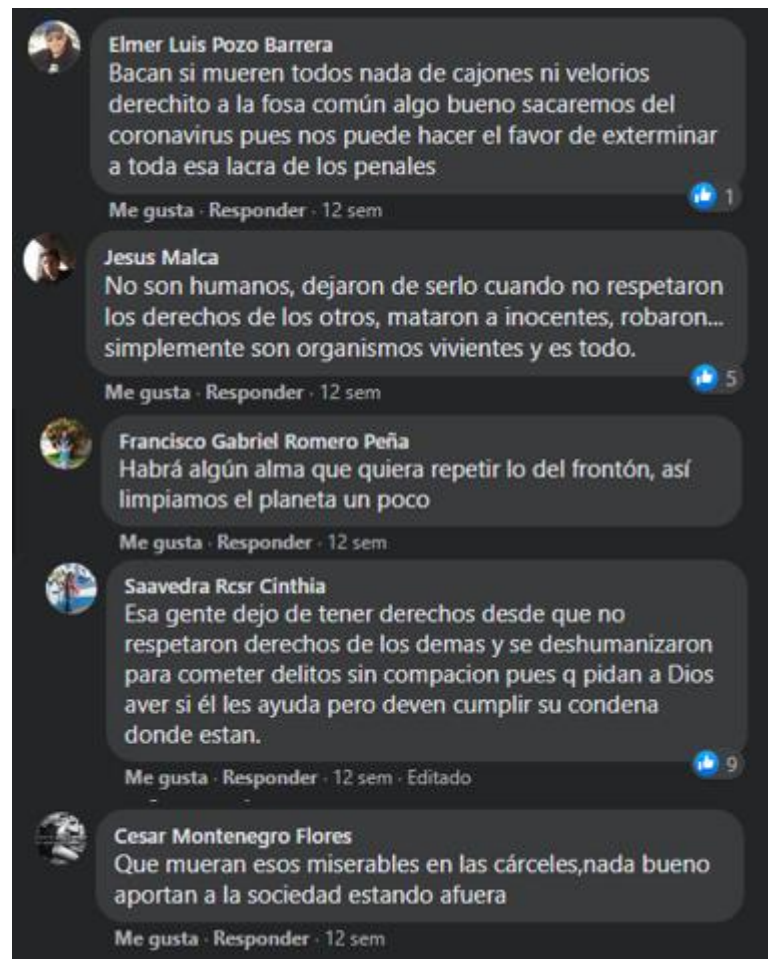 Elmer Luis Pozo Barrera
Bacan si mueren todos nada de cajones ni velorios
derechito a la fosa común algo bueno sacaremos del
coronavirus pues nos puede hacer el favor de exterminar
a toda esa lacra de los penales
1
Me gusta · Responder · 12 sem
Jesus Malca
No son humanos, dejaron de serlo cuando no respetaron
los derechos de los otros, mataron a inocentes, robaron...
simplemente son organismos vivientes y es todo.
5
Me gusta · Responder · 12 sem
Francisco Gabriel Romero Peña
Habrá algún alma que quiera repetir lo del frontón, así
limpiamos el planeta un poco
Me gusta · Responder · 12 sem
Saavedra Rcsr Cinthia
Esa gente dejo de tener derechos desde que no
respetaron derechos de los demas y se deshumanizaron
para cometer delitos sin compacion pues q pidan a Dios
aver si él les ayuda pero deven cumplir su condena
donde estan.
9
Me gusta · Responder · 12 sem · Editado
Cesar Montenegro Flores
Que mueran esos miserables en las cárceles,nada bueno
aportan a la sociedad estando afuera
Me gusta · Responder · 12 sem